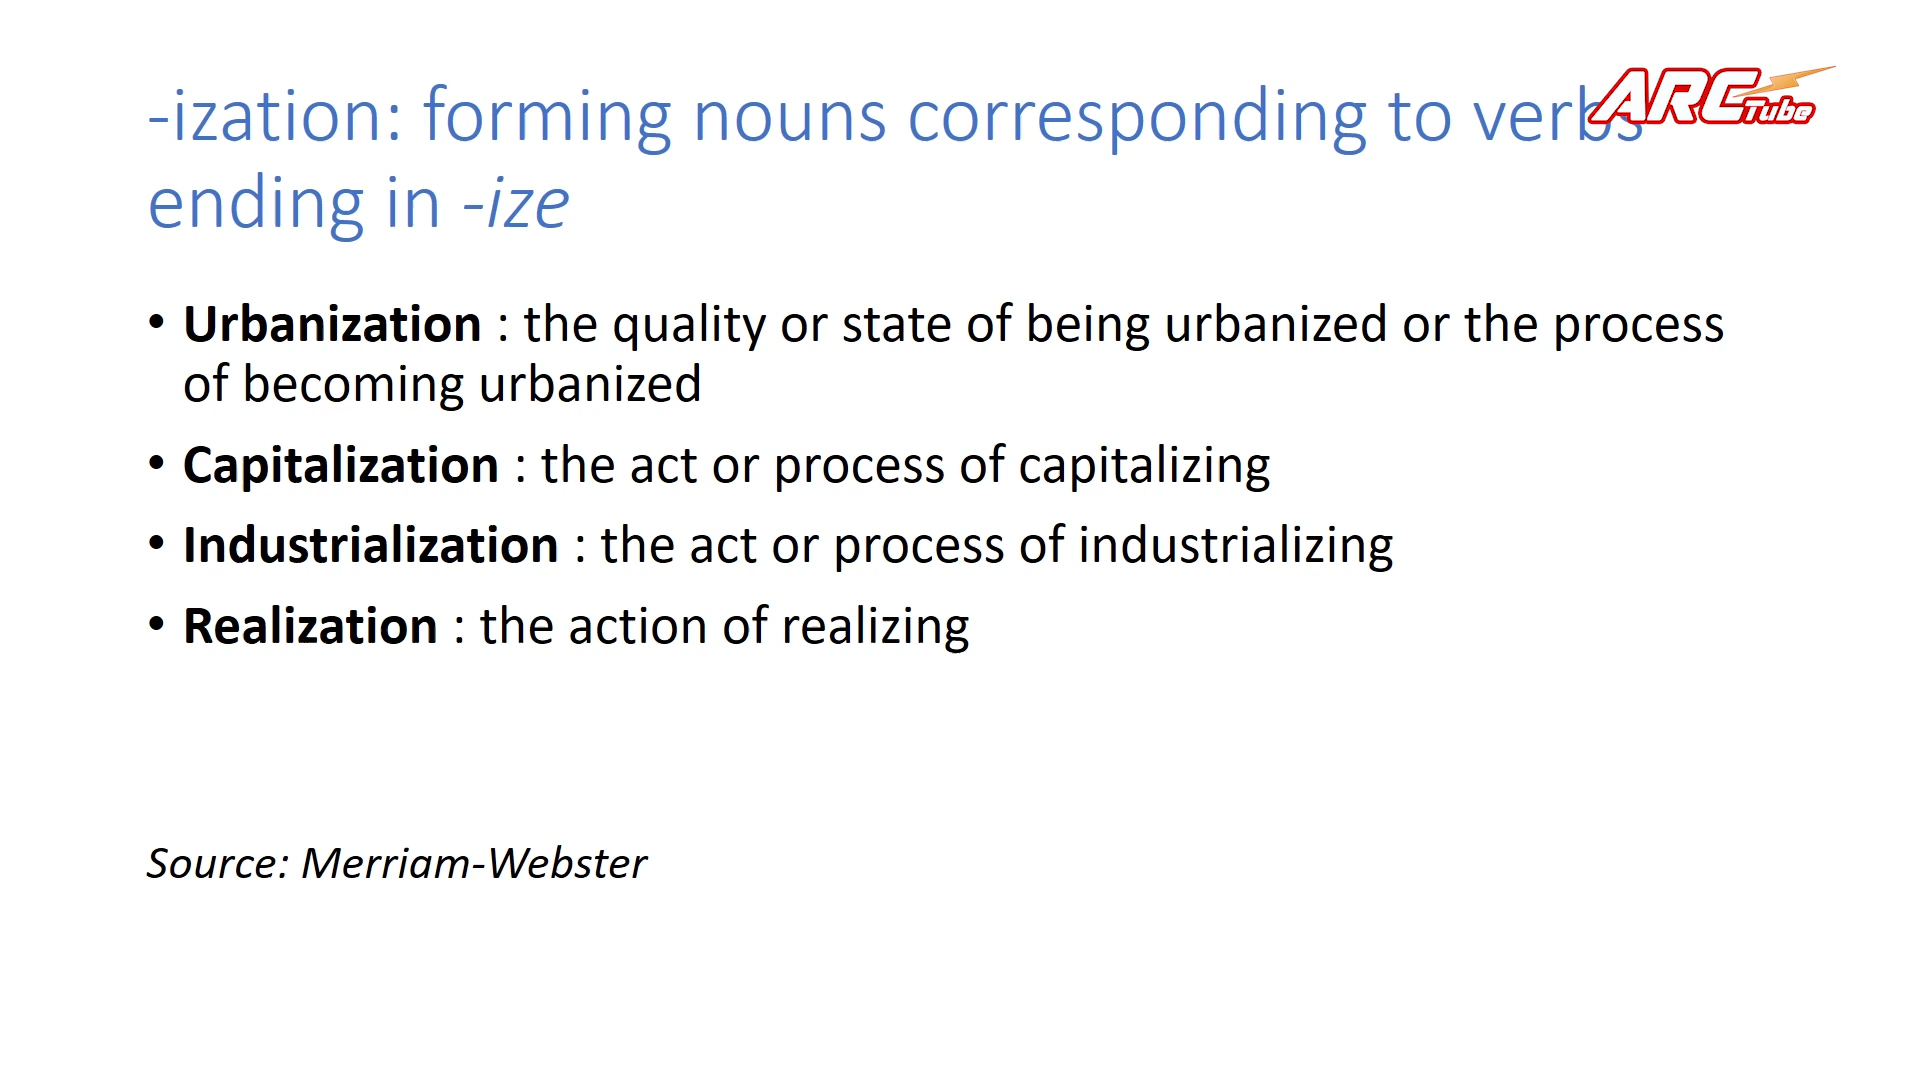 -ization: forming nouns corresponding to verbs
ARC Tube
ending in -ize
• Urbanization : the quality or state of being urbanized or the process
of becoming urbanized
• Capitalization : the act or process of capitalizing
• Industrialization : the act or process of industrializing
• Realization : the action of realizing
Source: Merriam-Webster